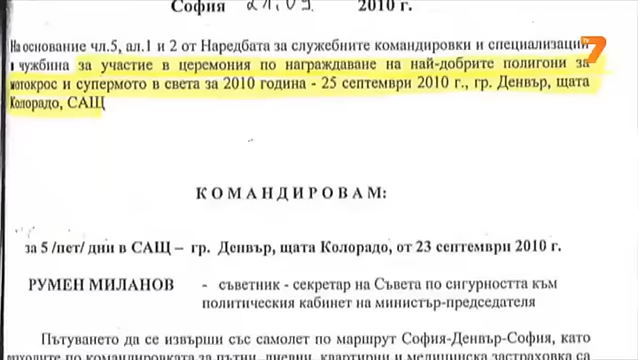 София 21.09. 2010 г.
На основание чл.5, ал.1 и 2 от Наредбата за служебните командировки и специализации
в чужбина за участие в церемония по награждаване на най-добрите полигони за
мотокрос и супермото в света за 2010 година - 25 септември 2010 г., гр. Денвър, щата
Колорадо, САЩ
7
КОМАНДИРОВАМ:
за 5 /пет/ дни в САЩ – гр. Денвър, щата Колорадо, от 23 септември 2010 г.
РУМЕН МИЛАНОВ - съветник - секретар на Съвета по сигурността към
политическия кабинет на министър-председателя
Пътуването да се извърши със самолет по маршрут София-Денвър-София, като
разходите по командировката за пътни, дневни, квартирни и медицинска застраховка са